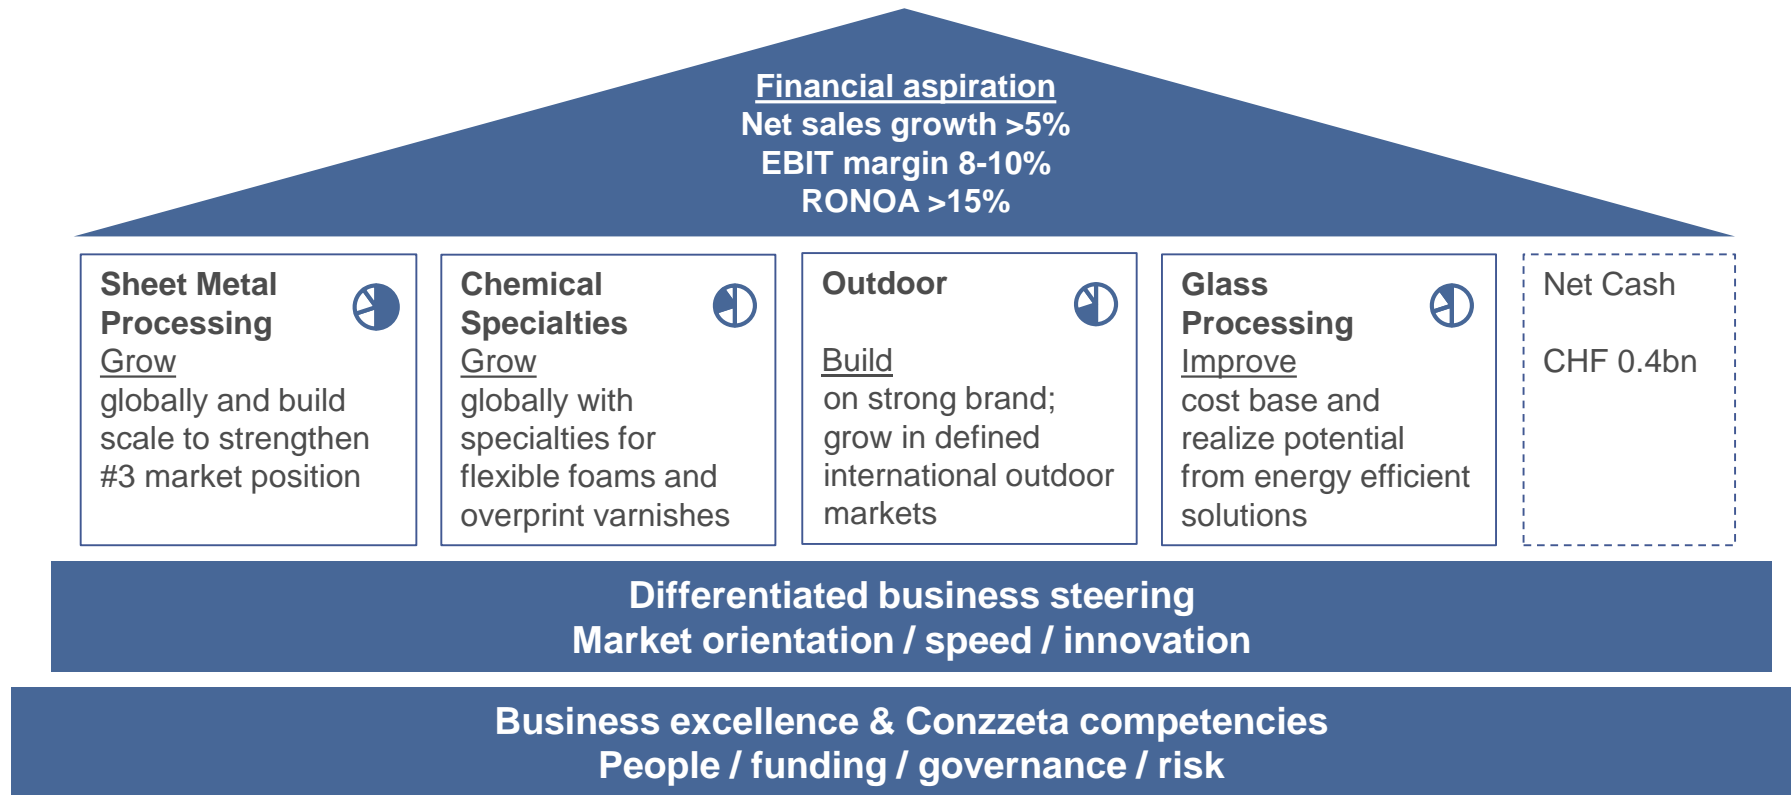 Financial aspiration
Net sales growth >5%
EBIT margin 8-10%
RONOA >15%
Sheet Metal
Processing
Grow
globally and build
scale to strengthen
#3 market position
Chemical
Specialties
Grow
globally with
specialties for
flexible foams and
overprint varnishes
Outdoor
Build
on strong brand;
grow in defined
international outdoor
markets
Glass
Processing
Improve
cost base and
realize potential
from energy efficient
solutions
Net Cash
CHF 0.4bn
Differentiated business steering
Market orientation / speed / innovation
Business excellence & Conzzeta competencies
People / funding / governance / risk